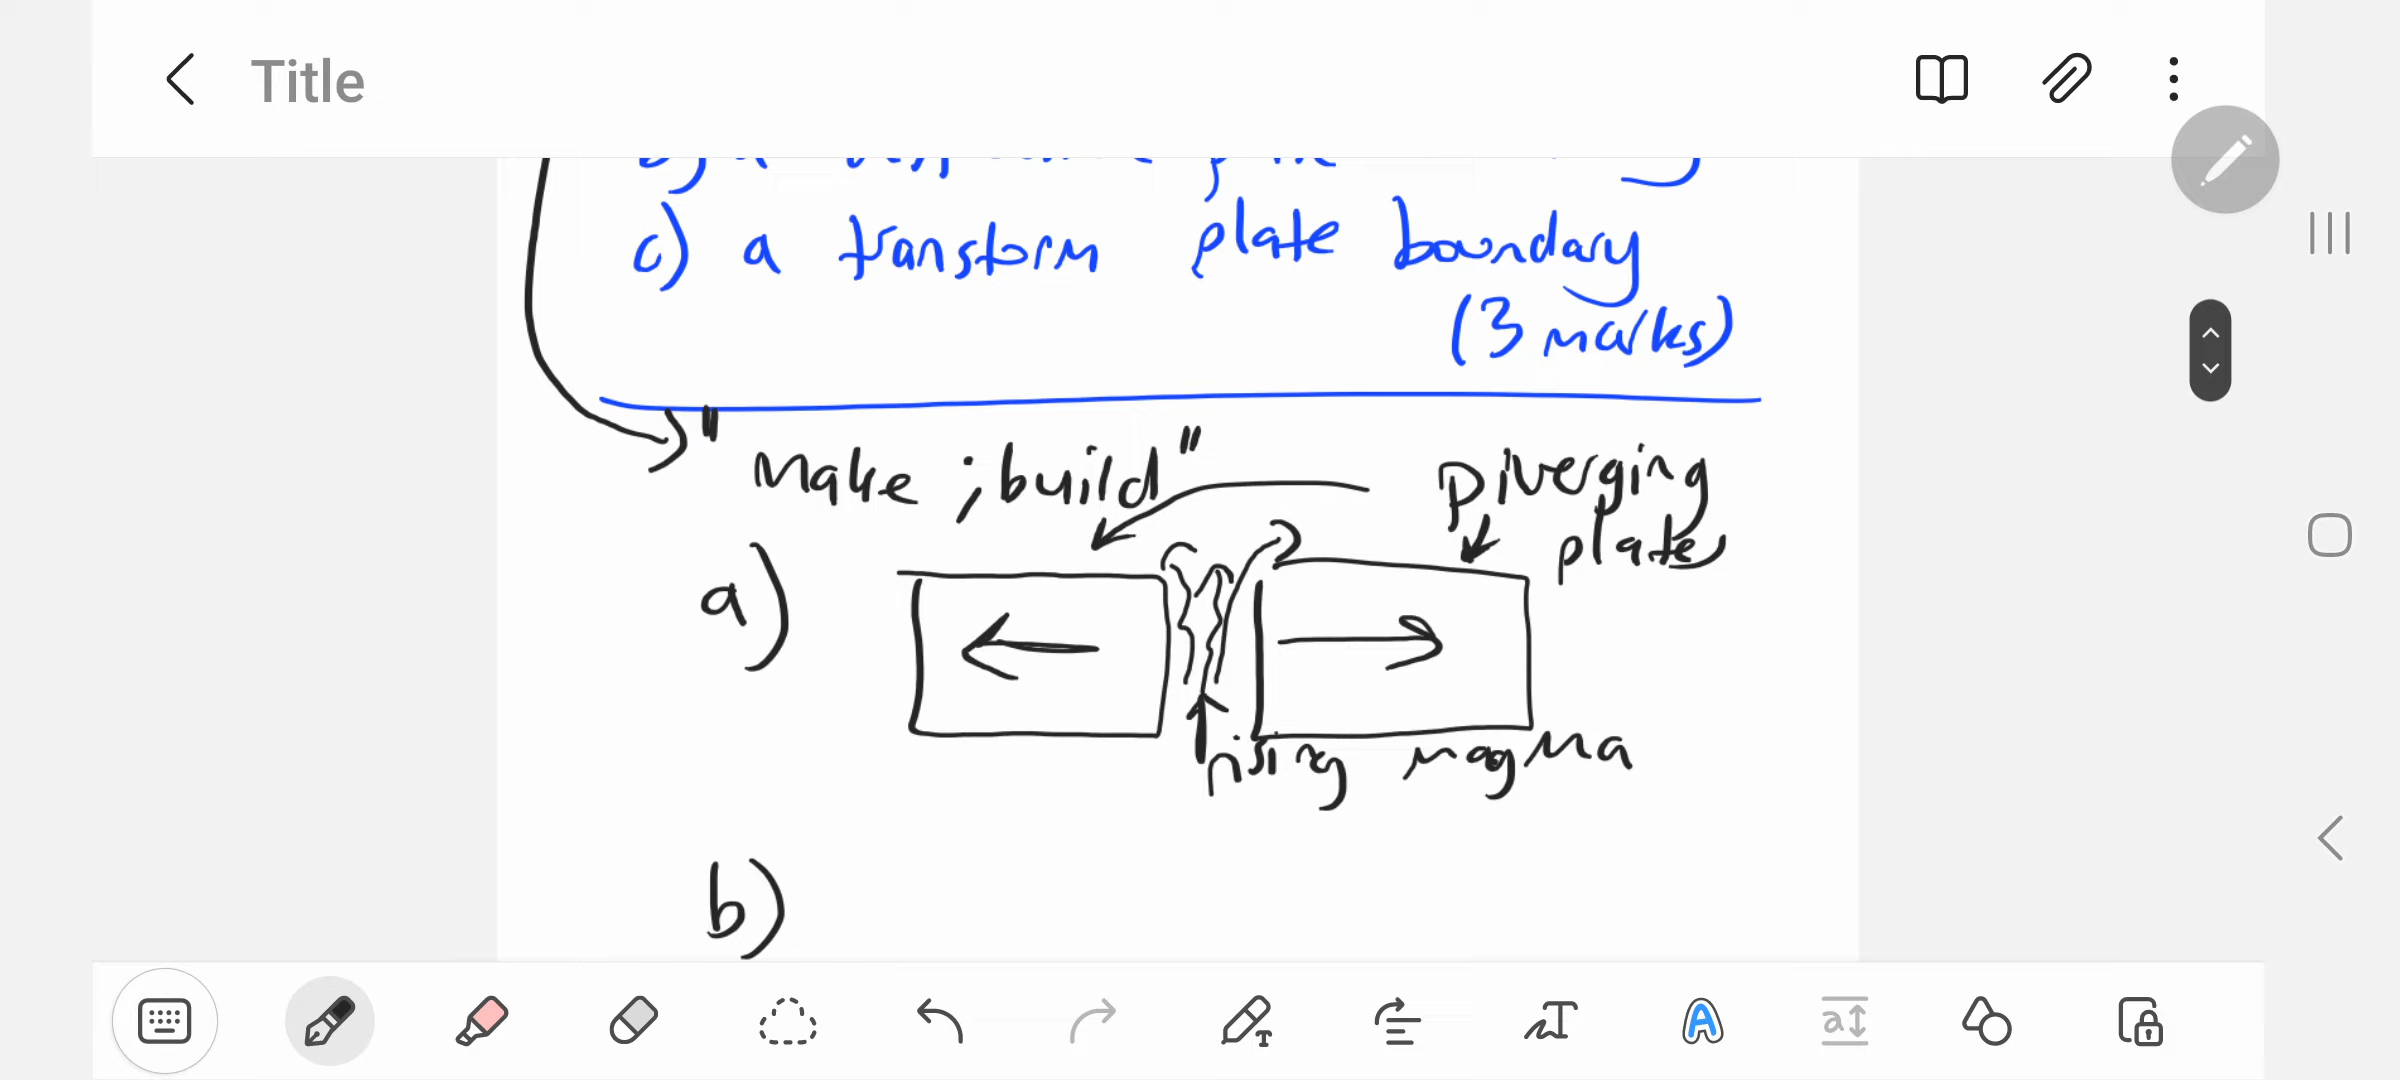 Title
c) a transform plate boundary
(3 marks)
"Make ; build"
Diverging
plates
a)
rising magma
b)